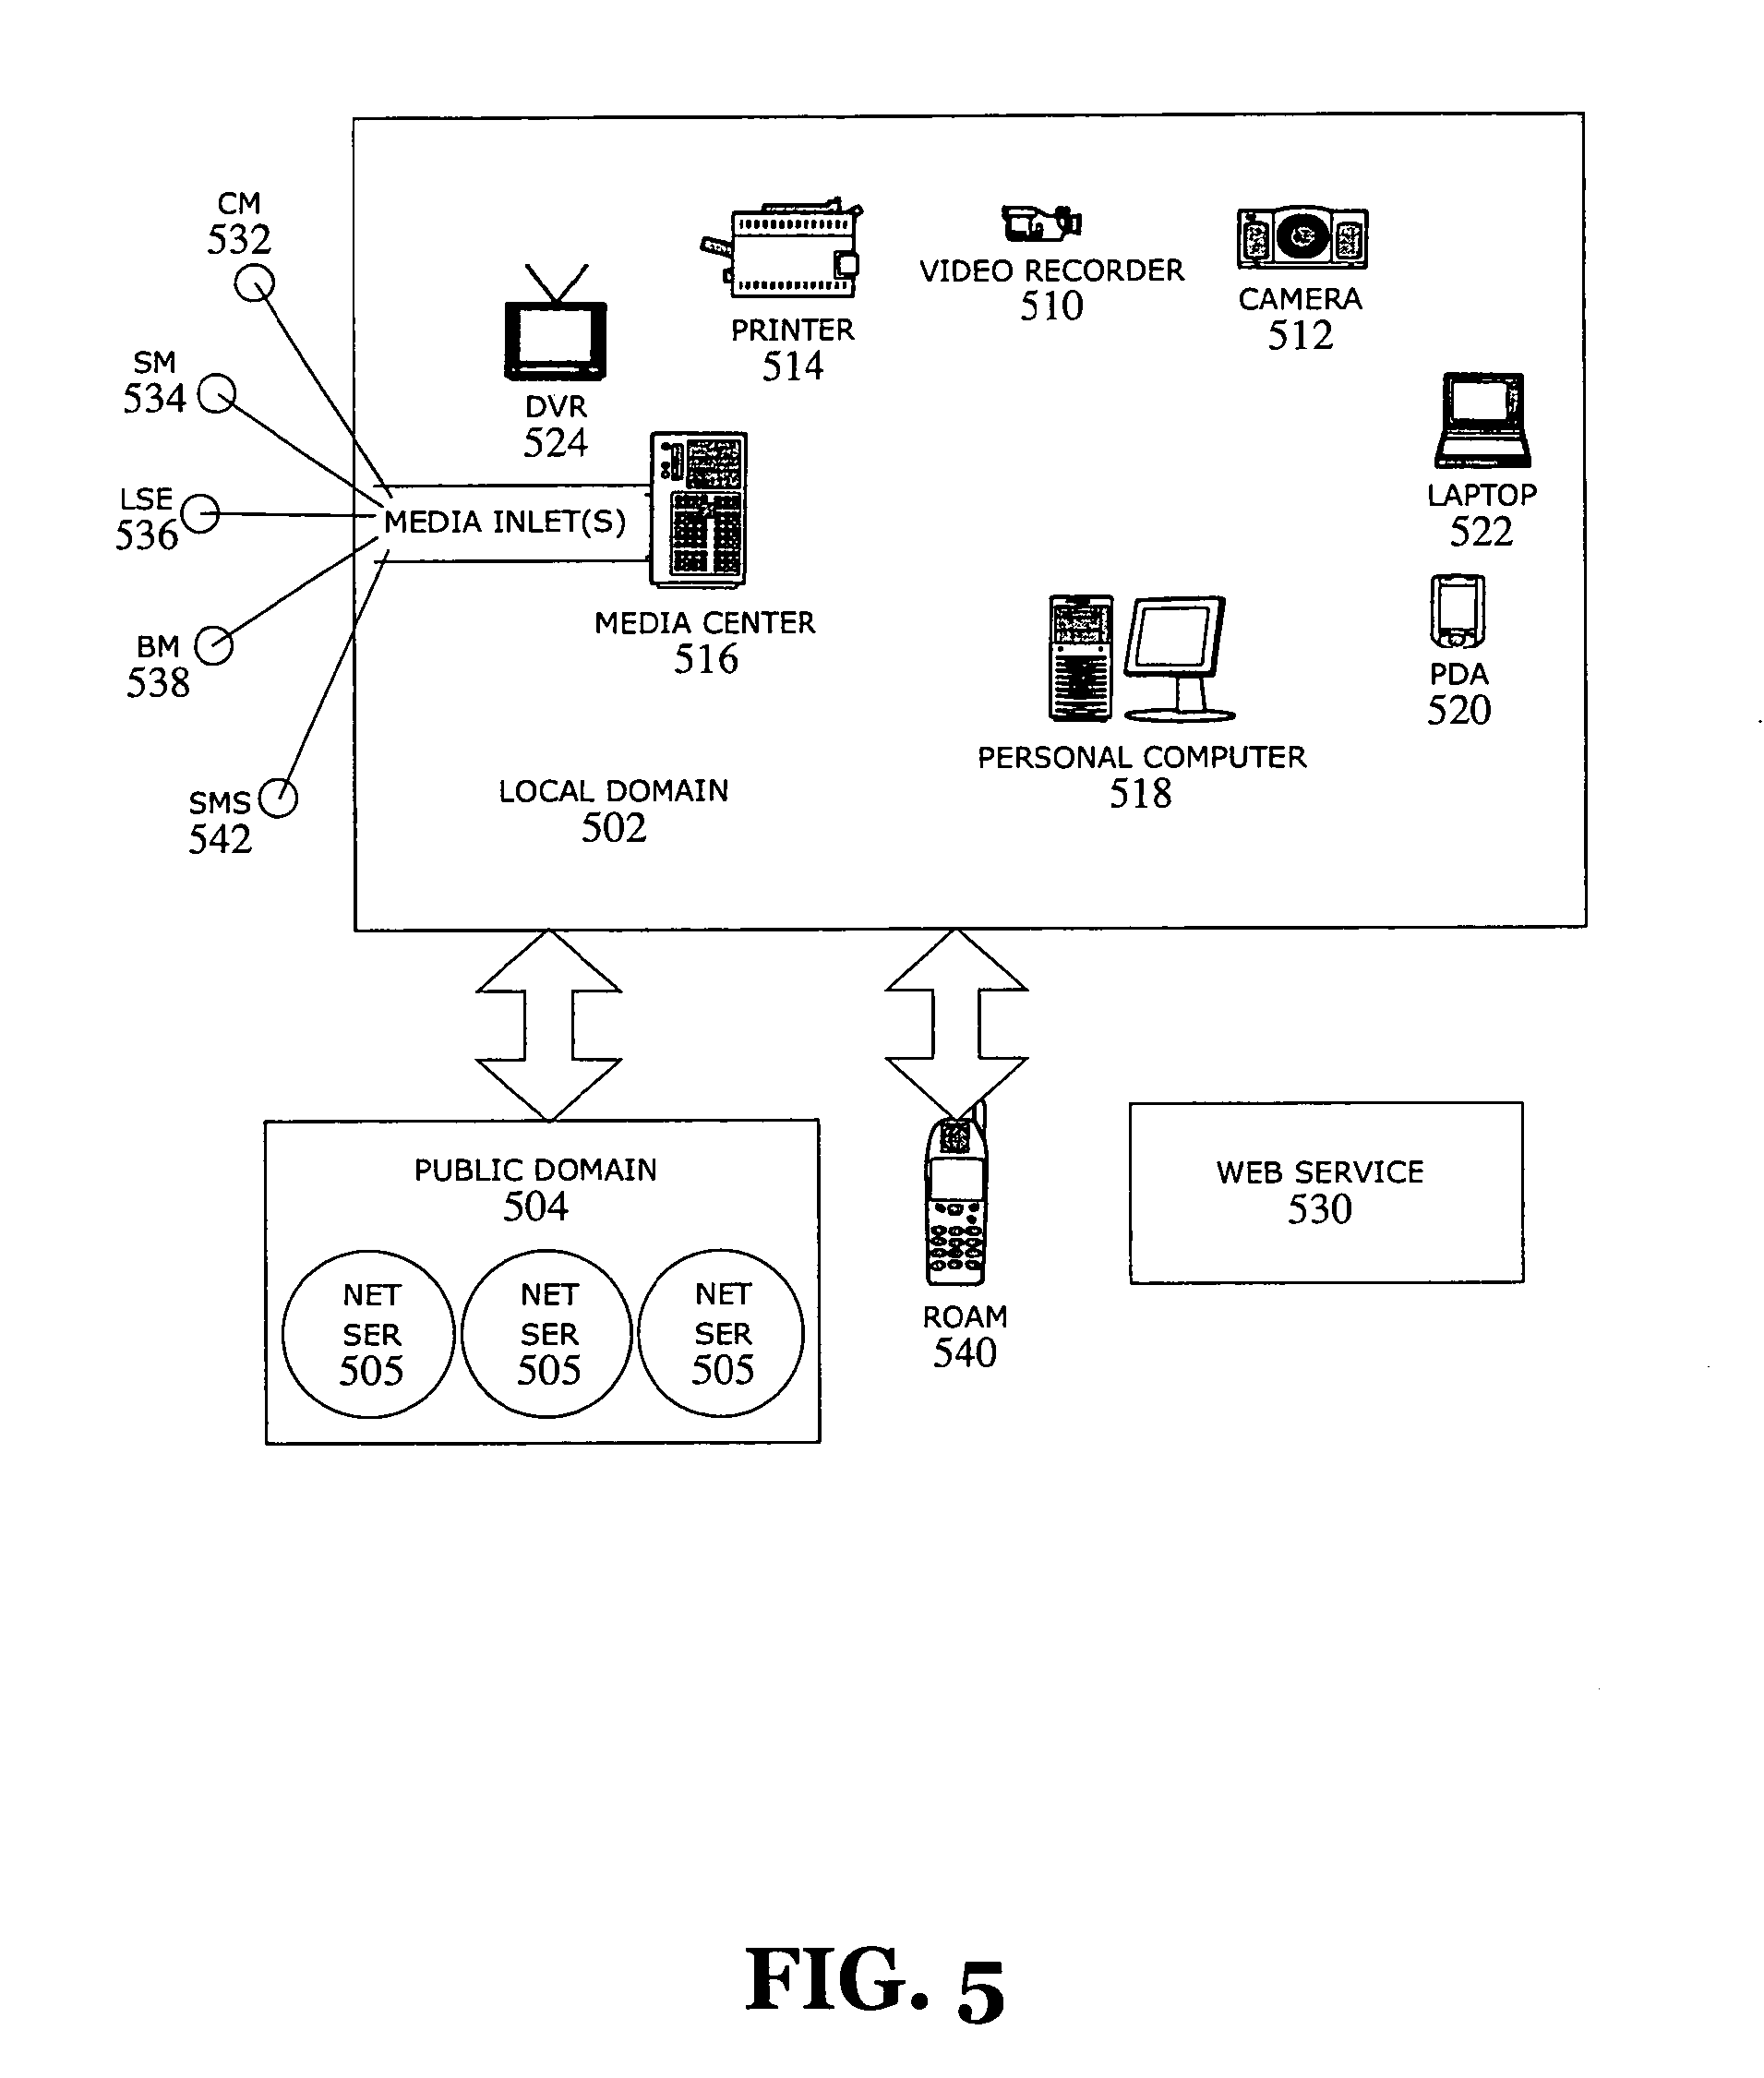 CM
532
SM
534
LSE
536
BM
538
SMS
542
PRINTER
514
VIDEO RECORDER
510
CAMERA
512
DVR
524
MEDIA INLET(S)
MEDIA CENTER
516
LAPTOP
522
PDA
520
PERSONAL COMPUTER
518
LOCAL DOMAIN
502
PUBLIC DOMAIN
504
NET
SER
505
NET
SER
505
NET
SER
505
ROAM
540
WEB SERVICE
530
FIG. 5